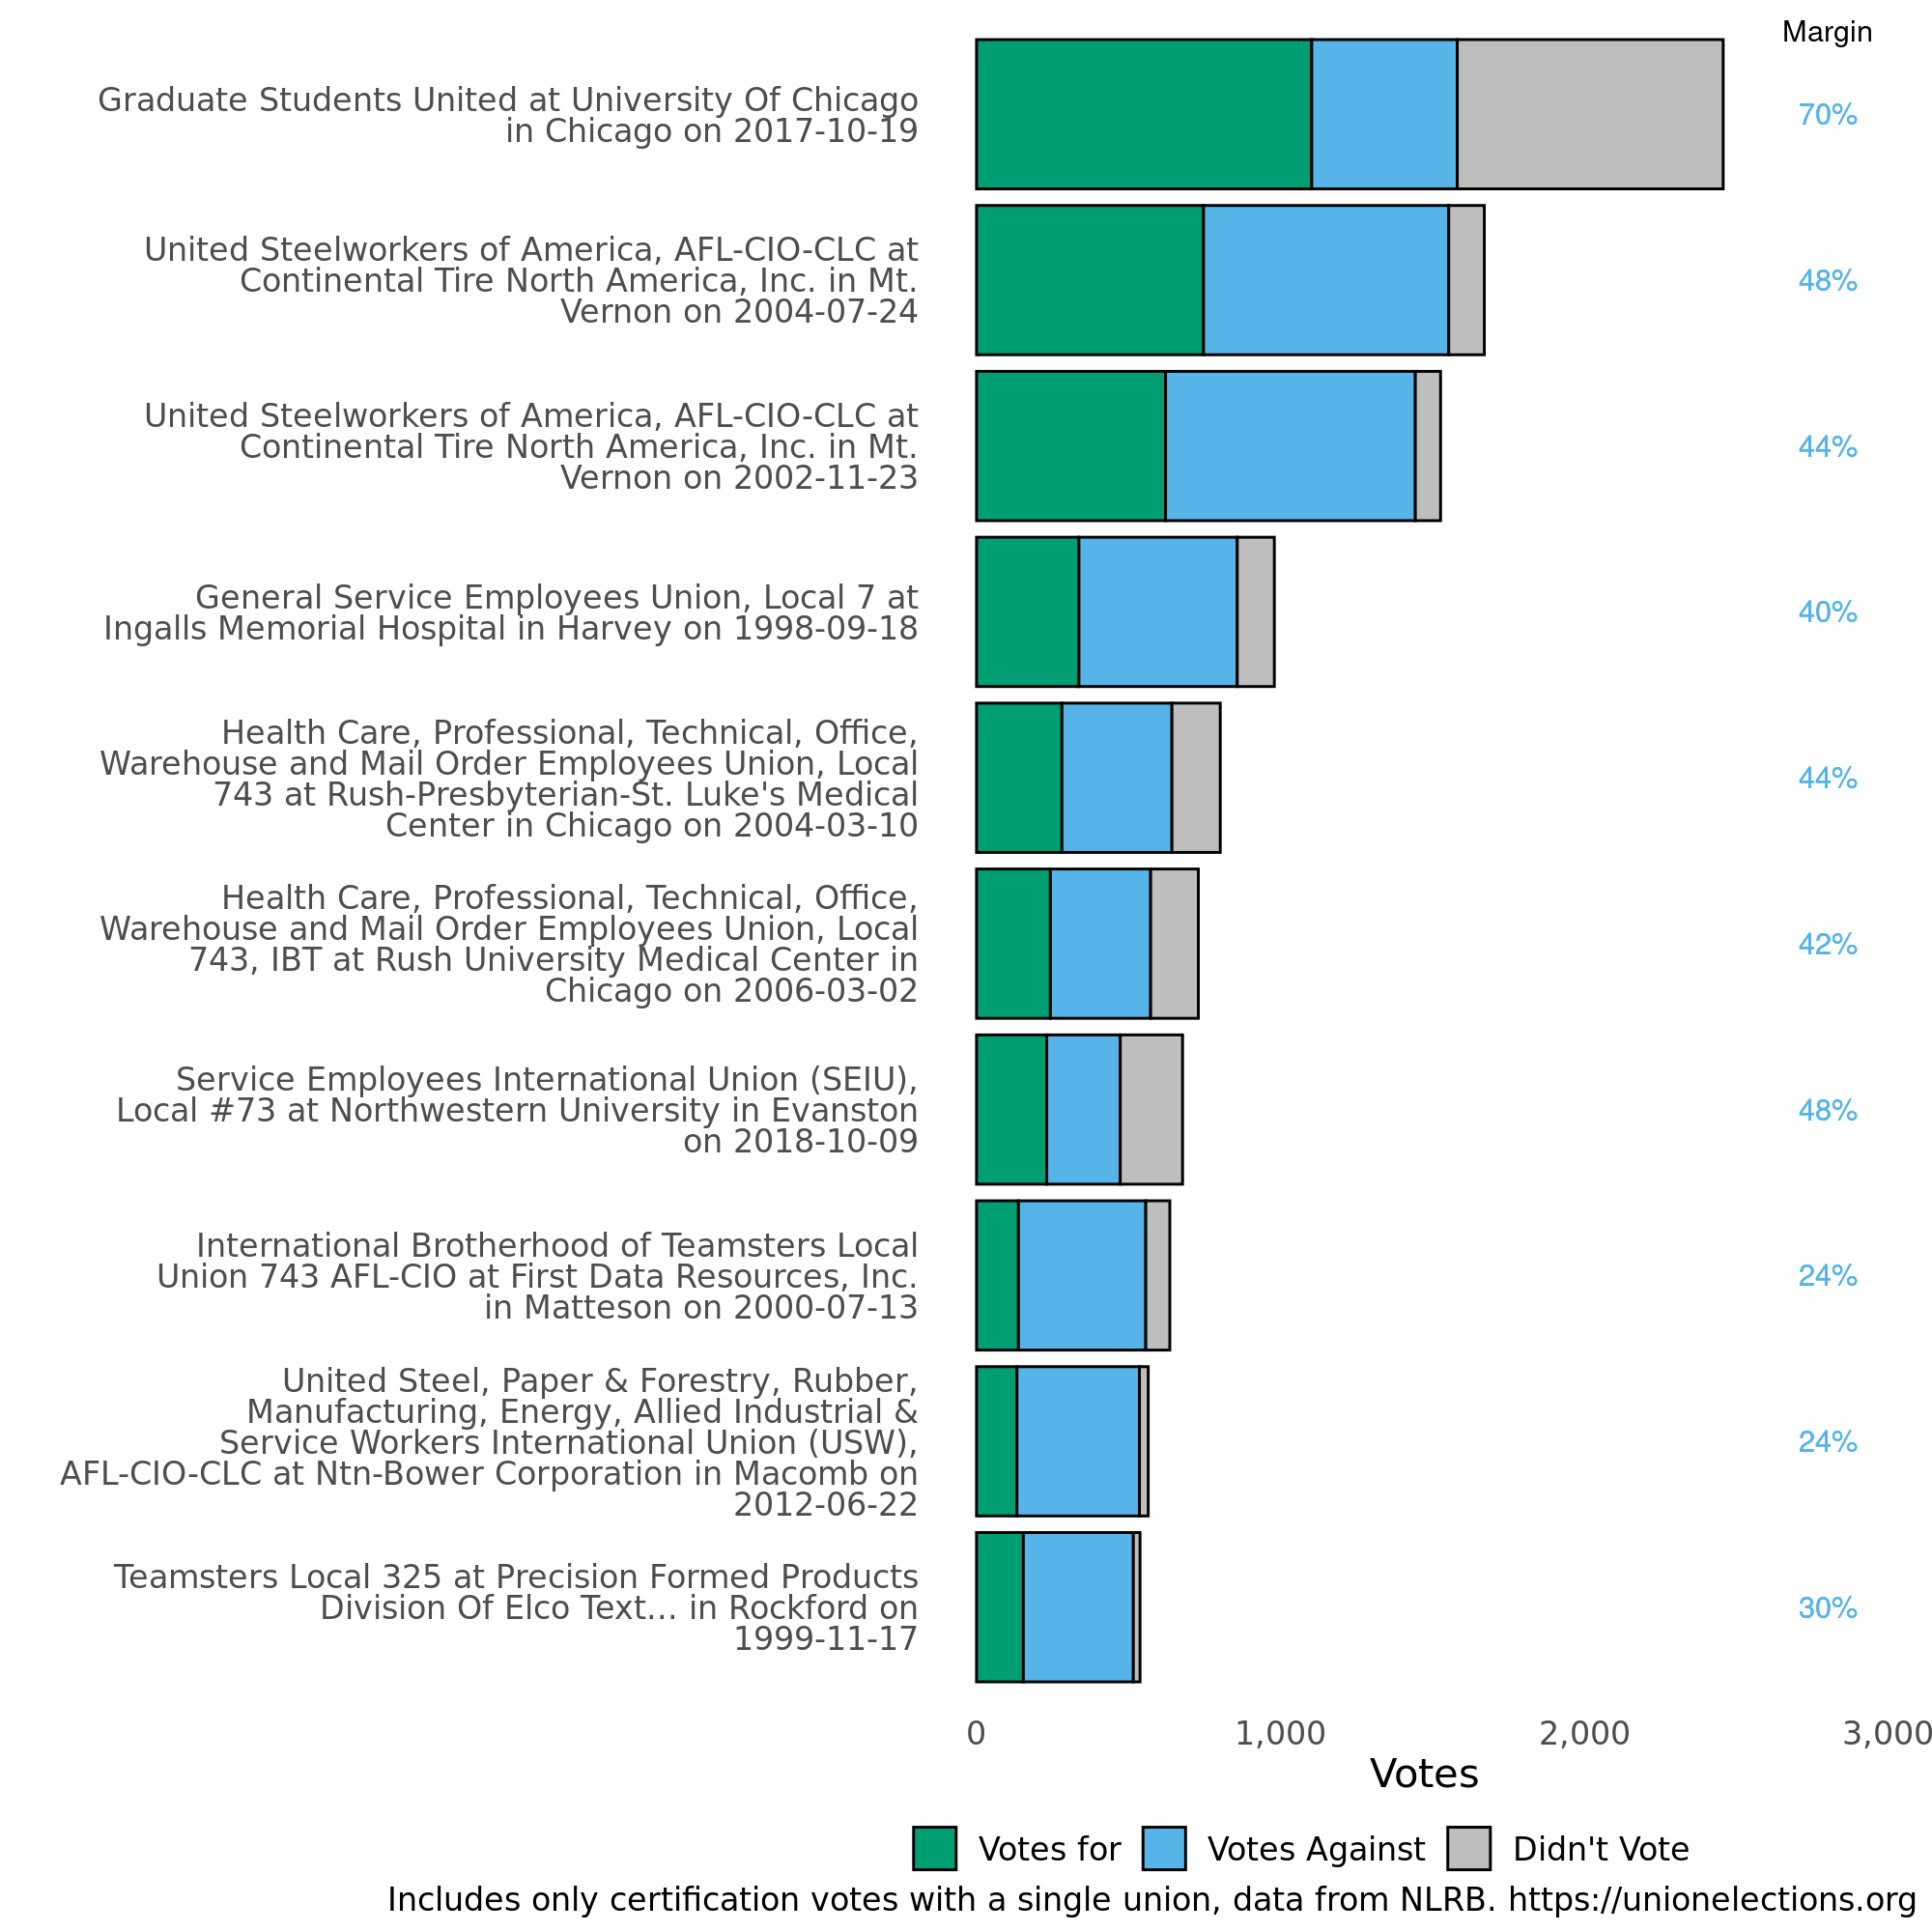 Margin
Graduate Students United at University Of Chicago
in Chicago on 2017-10-19
70%
United Steelworkers of America, AFL-CIO-CLC at
Continental Tire North America, Inc. in Mt.
Vernon on 2004-07-24
48%
United Steelworkers of America, AFL-CIO-CLC at
Continental Tire North America, Inc. in Mt.
Vernon on 2002-11-23
44%
General Service Employees Union, Local 7 at
Ingalls Memorial Hospital in Harvey on 1998-09-18
40%
Health Care, Professional, Technical, Office,
Warehouse and Mail Order Employees Union, Local
743 at Rush-Presbyterian-St. Luke's Medical
Center in Chicago on 2004-03-10
44%
Health Care, Professional, Technical, Office,
Warehouse and Mail Order Employees Union, Local
743, IBT at Rush University Medical Center in
Chicago on 2006-03-02
42%
Service Employees International Union (SEIU),
Local #73 at Northwestern University in Evanston
on 2018-10-09
48%
International Brotherhood of Teamsters Local
Union 743 AFL-CIO at First Data Resources, Inc.
in Matteson on 2000-07-13
24%
United Steel, Paper & Forestry, Rubber,
Manufacturing, Energy, Allied Industrial &
Service Workers International Union (USW),
AFL-CIO-CLC at Ntn-Bower Corporation in Macomb on
2012-06-22
24%
Teamsters Local 325 at Precision Formed Products
Division Of Elco Text... in Rockford on
1999-11-17
30%
0 1,000 2,000 3,000
Votes
Votes for Votes Against Didn't Vote
Includes only certification votes with a single union, data from NLRB. https://unionelections.org